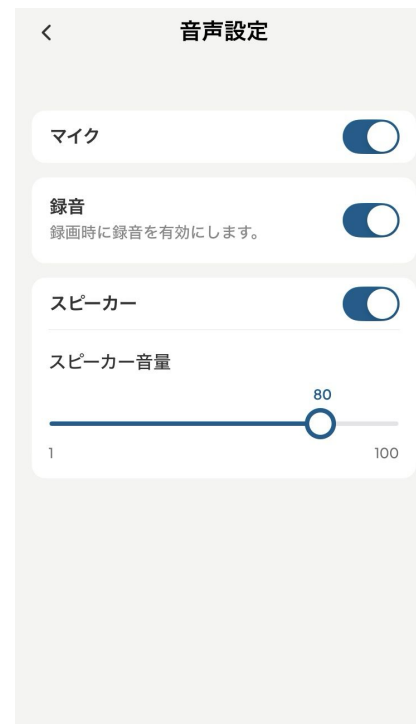 音声設定
マイク
録音
録画時に録音を有効にします。
スピーカー
スピーカー音量
80
1
100